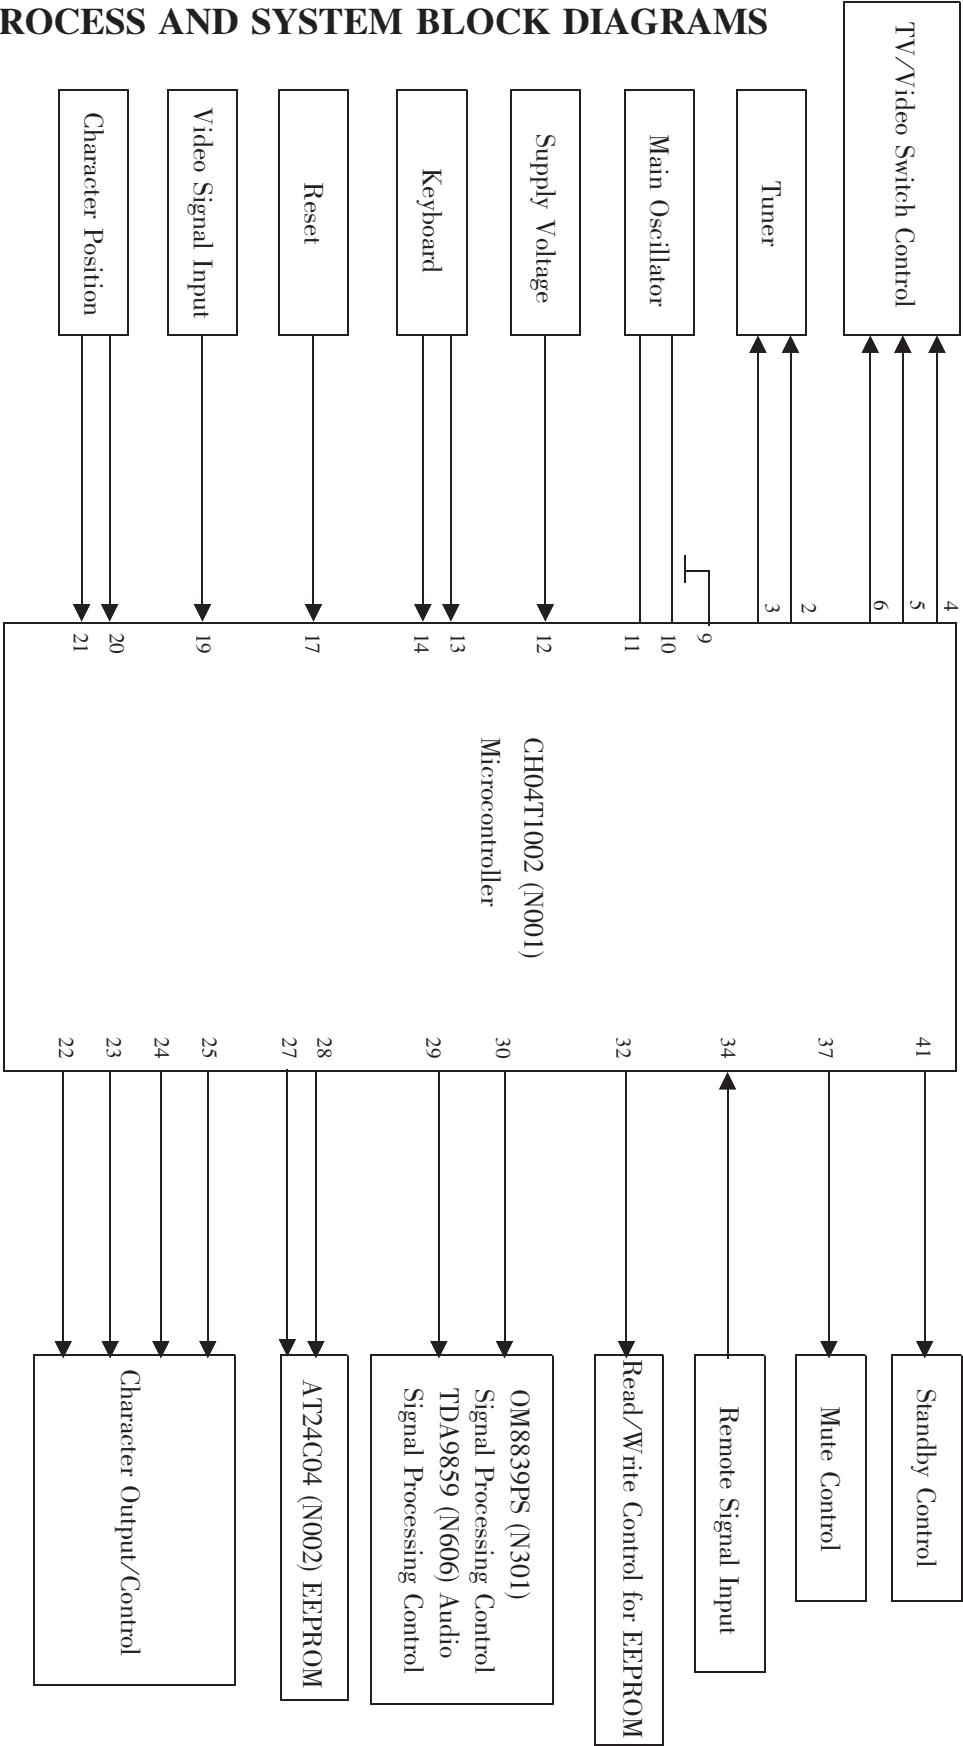 ROCESS AND SYSTEM BLOCK DIAGRAMS
TV/Video Switch Control
Tuner
Main Oscillator
Supply Voltage
Keyboard
Reset
Video Signal Input
Character Position
4
5
6
2
3
9
10
11
12
13
14
17
19
20
21
CH04T1002 (N001)
Microcontroller
41
37
34
32
30
29
28
27
25
24
23
22
Standby Control
Mute Control
Remote Signal Input
Read/Write Control for EEPROM
OM8839PS (N301)
Signal Processing Control
TDA9859 (N606) Audio
Signal Processing Control
AT24C04 (N002) EEPROM
Character Output/Control